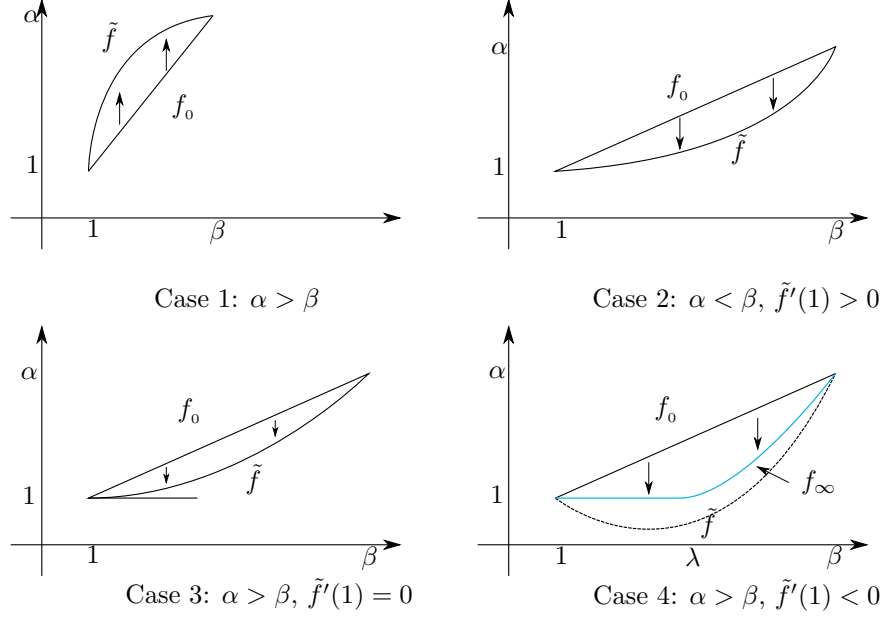 α
f̃
f₀
1
1
β
Case 1: α > β
α
f₀
f̃
1
1
β
Case 2: α < β, f̃′(1) > 0
α
f₀
f̃
1
1
β
Case 3: α > β, f̃′(1) = 0
α
f₀
1
f∞
f̃
1
λ
β
Case 4: α > β, f̃′(1) < 0